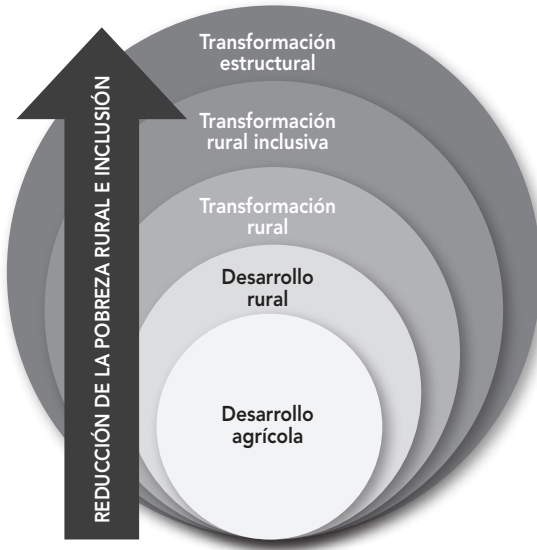 Transformación
estructural
Transformación
rural inclusiva
Transformación
rural
Desarrollo
rural
Desarrollo
agrícola
REDUCCIÓN DE LA POBREZA RURAL E INCLUSIÓN